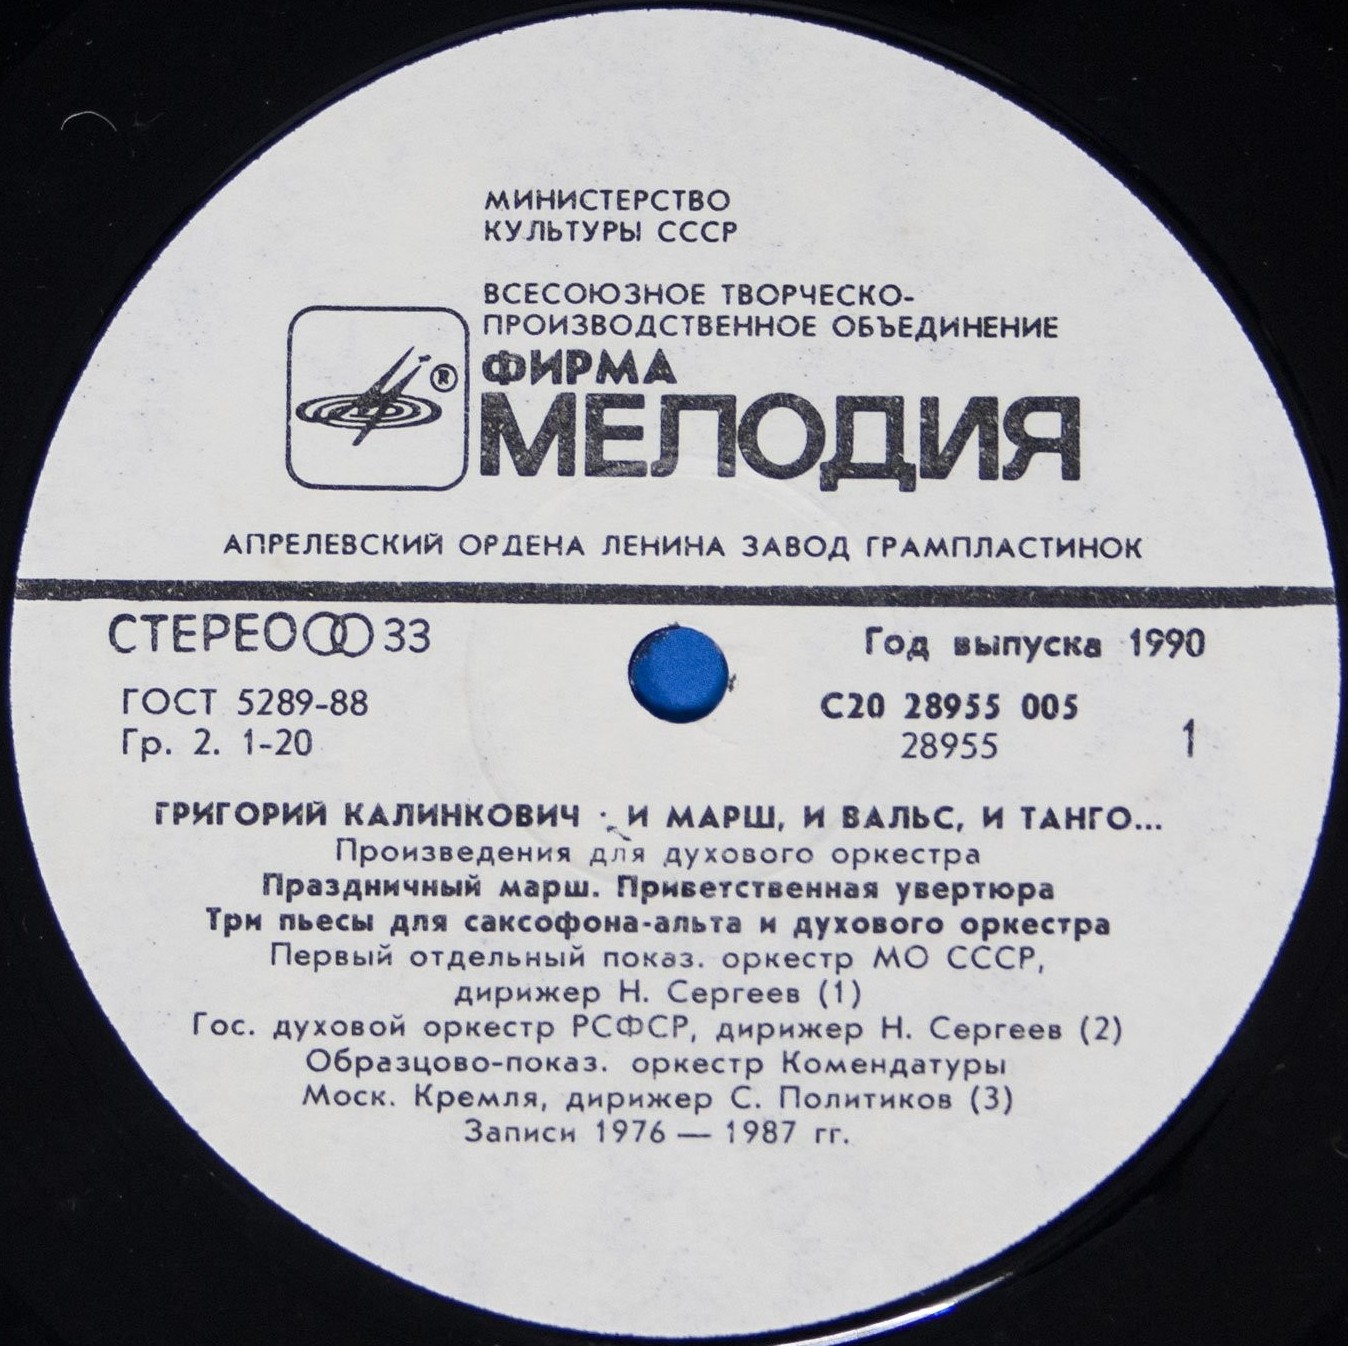 МИНИСТЕРСТВО
КУЛЬТУРЫ СССР
ВСЕСОЮЗНОЕ ТВОРЧЕСКО-
ПРОИЗВОДСТВЕННОЕ ОБЪЕДИНЕНИЕ
ФИРМА
®
МЕЛОДИЯ
АПРЕЛЕВСКИЙ ОРДЕНА ЛЕНИНА ЗАВОД ГРАМПЛАСТИНОК
СТЕРЕО 33
Год выпуска 1990
ГОСТ 5289-88
С20 28955 005
Гр. 2. 1-20
28955
1
ГРИГОРИЙ КАЛИНКОВИЧ · И МАРШ, И ВАЛЬС, И ТАНГО...
Произведения для духового оркестра
Праздничный марш. Приветственная увертюра
Три пьесы для саксофона-альта и духового оркестра
Первый отдельный показ. оркестр МО СССР,
дирижер Н. Сергеев (1)
Гос. духовой оркестр РСФСР, дирижер Н. Сергеев (2)
Образцово-показ. оркестр Комендатуры
Моск. Кремля, дирижер С. Политиков (3)
Записи 1976 — 1987 гг.